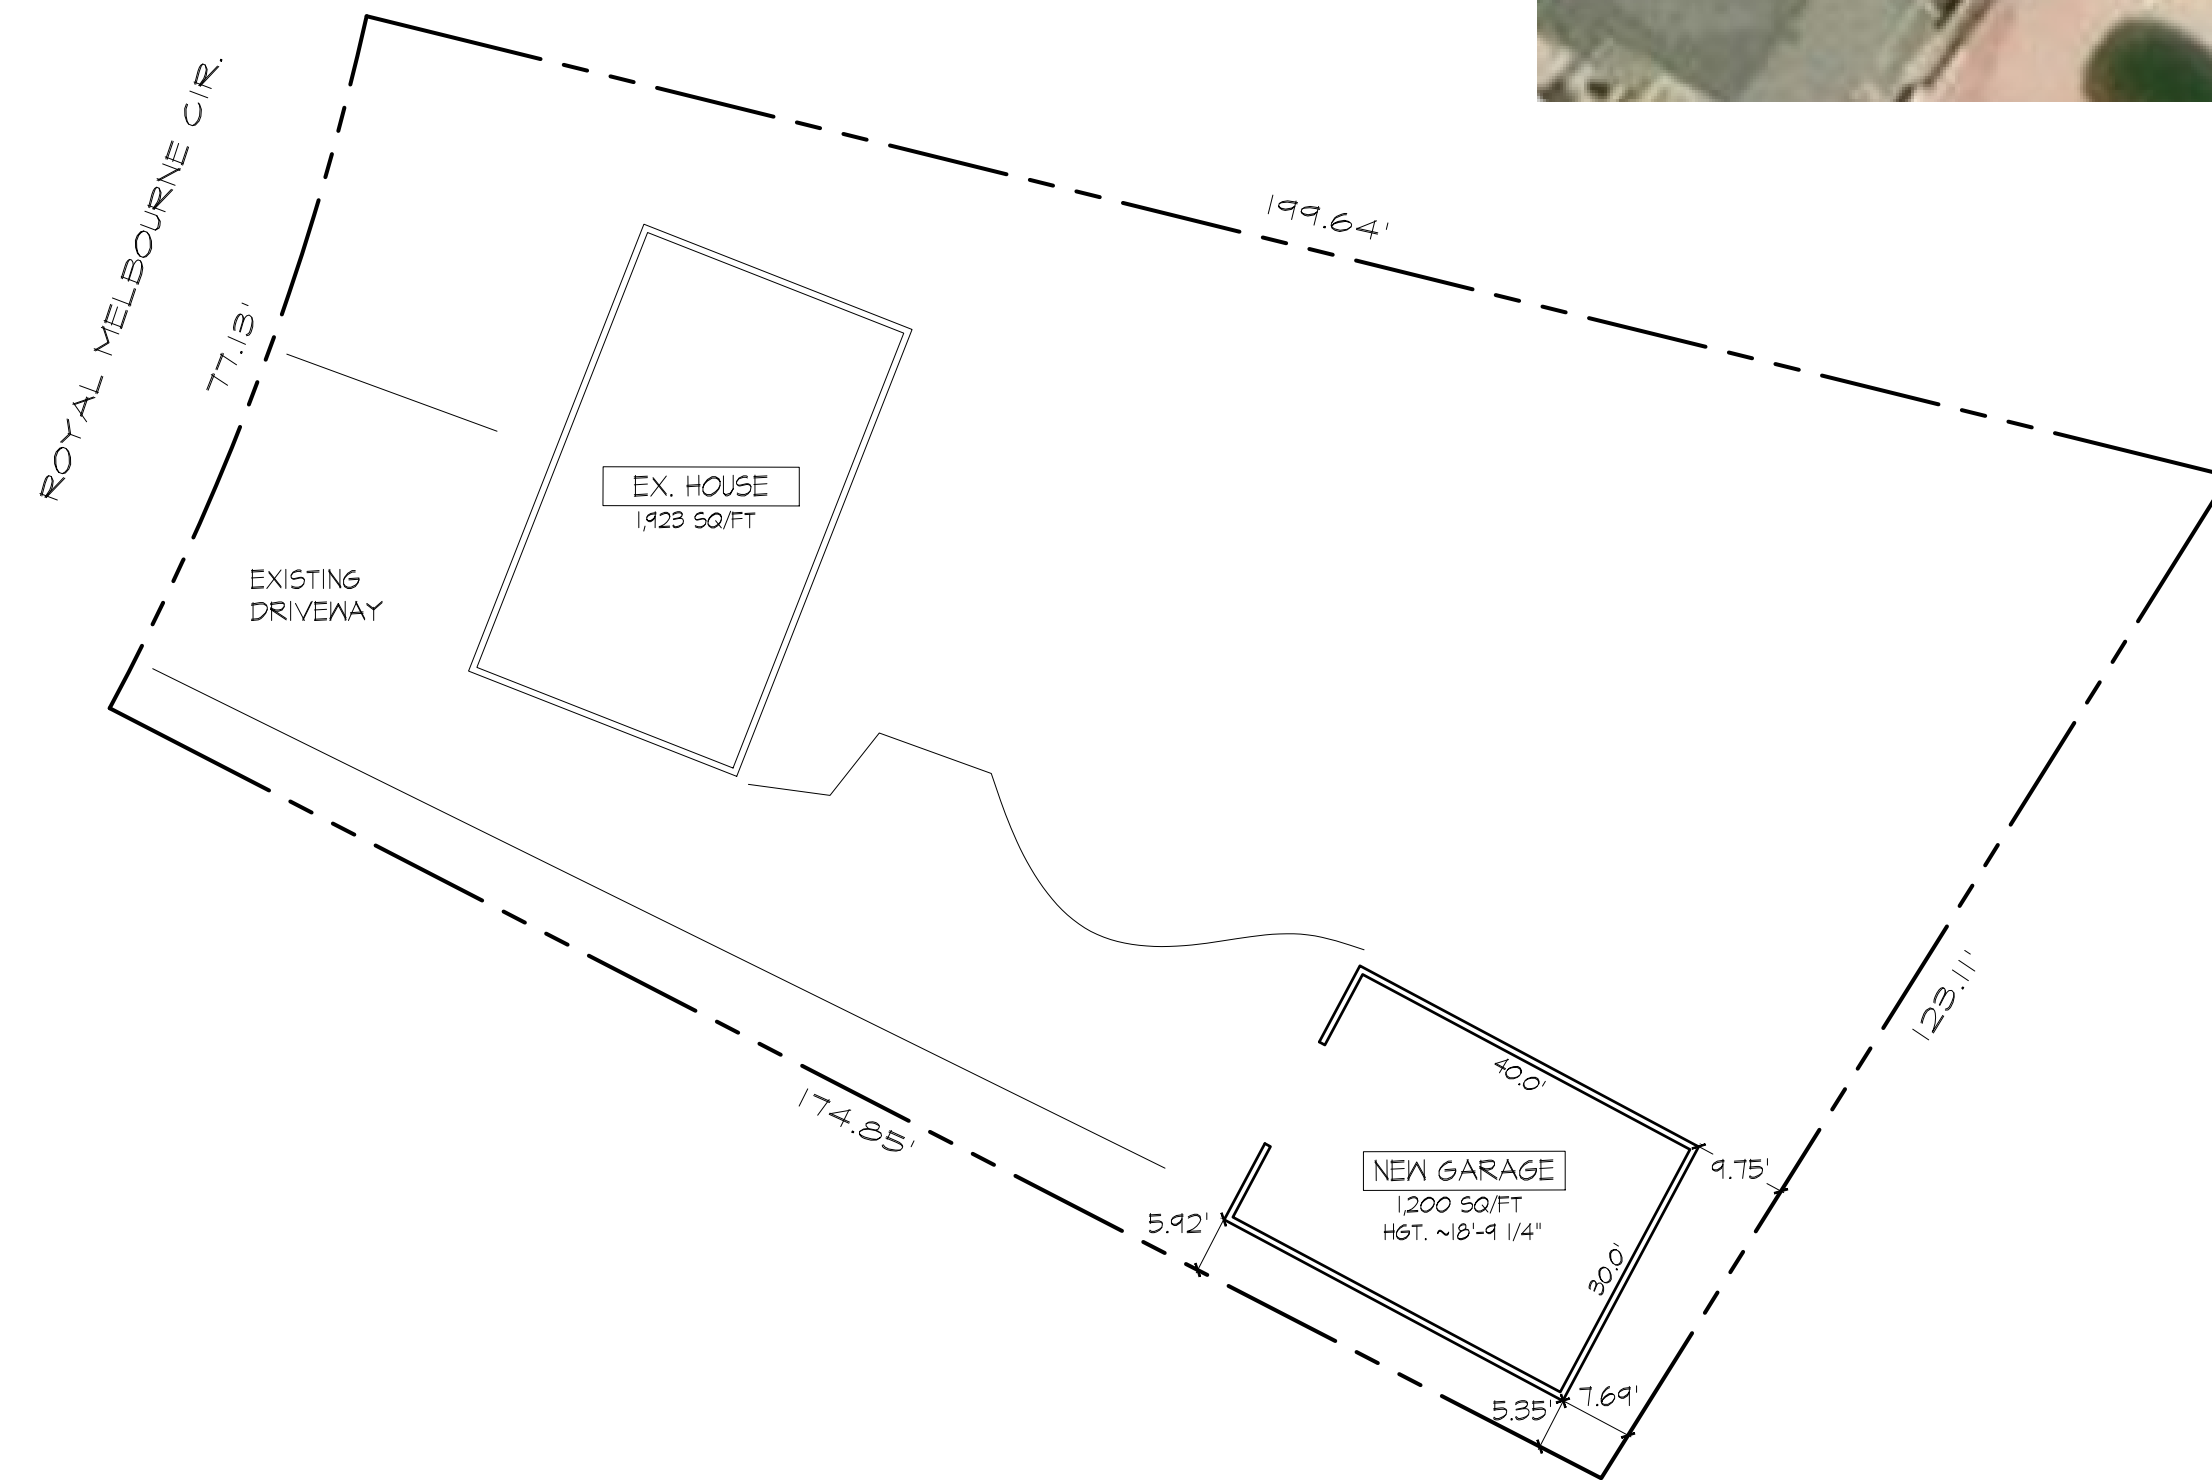 ROYAL MELBOURNE CIR.
199.64'
77.13'
EX. HOUSE
1,923 SQ/FT
EXISTING
DRIVEWAY
123.11'
174.85'
40.0'
NEW GARAGE
1,200 SQ/FT
HGT. ~18'-9 1/4"
9.75'
5.92'
30.0'
5.35'
7.69'